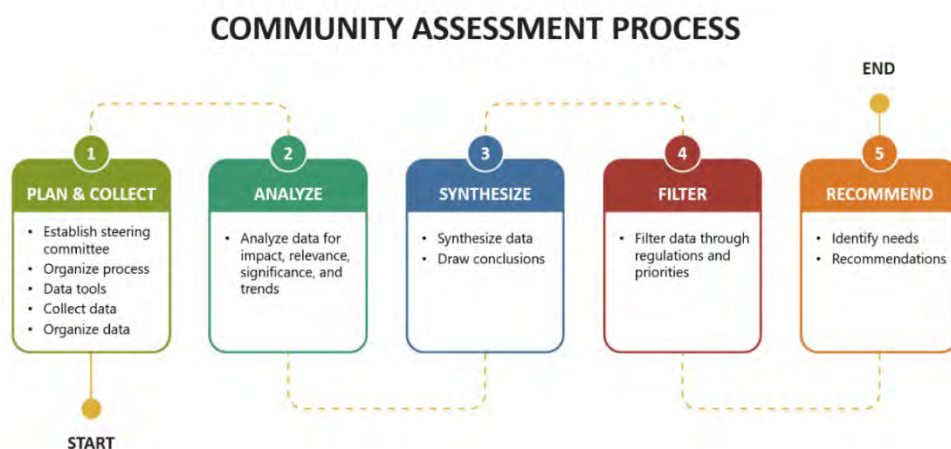 COMMUNITY ASSESSMENT PROCESS
START
1
PLAN & COLLECT
• Establish steering
committee
• Organize process
• Data tools
• Collect data
• Organize data
2
ANALYZE
• Analyze data for
impact, relevance,
significance, and
trends
3
SYNTHESIZE
• Synthesize data
• Draw conclusions
4
FILTER
• Filter data through
regulations and
priorities
5
RECOMMEND
• Identify needs
• Recommendations
END